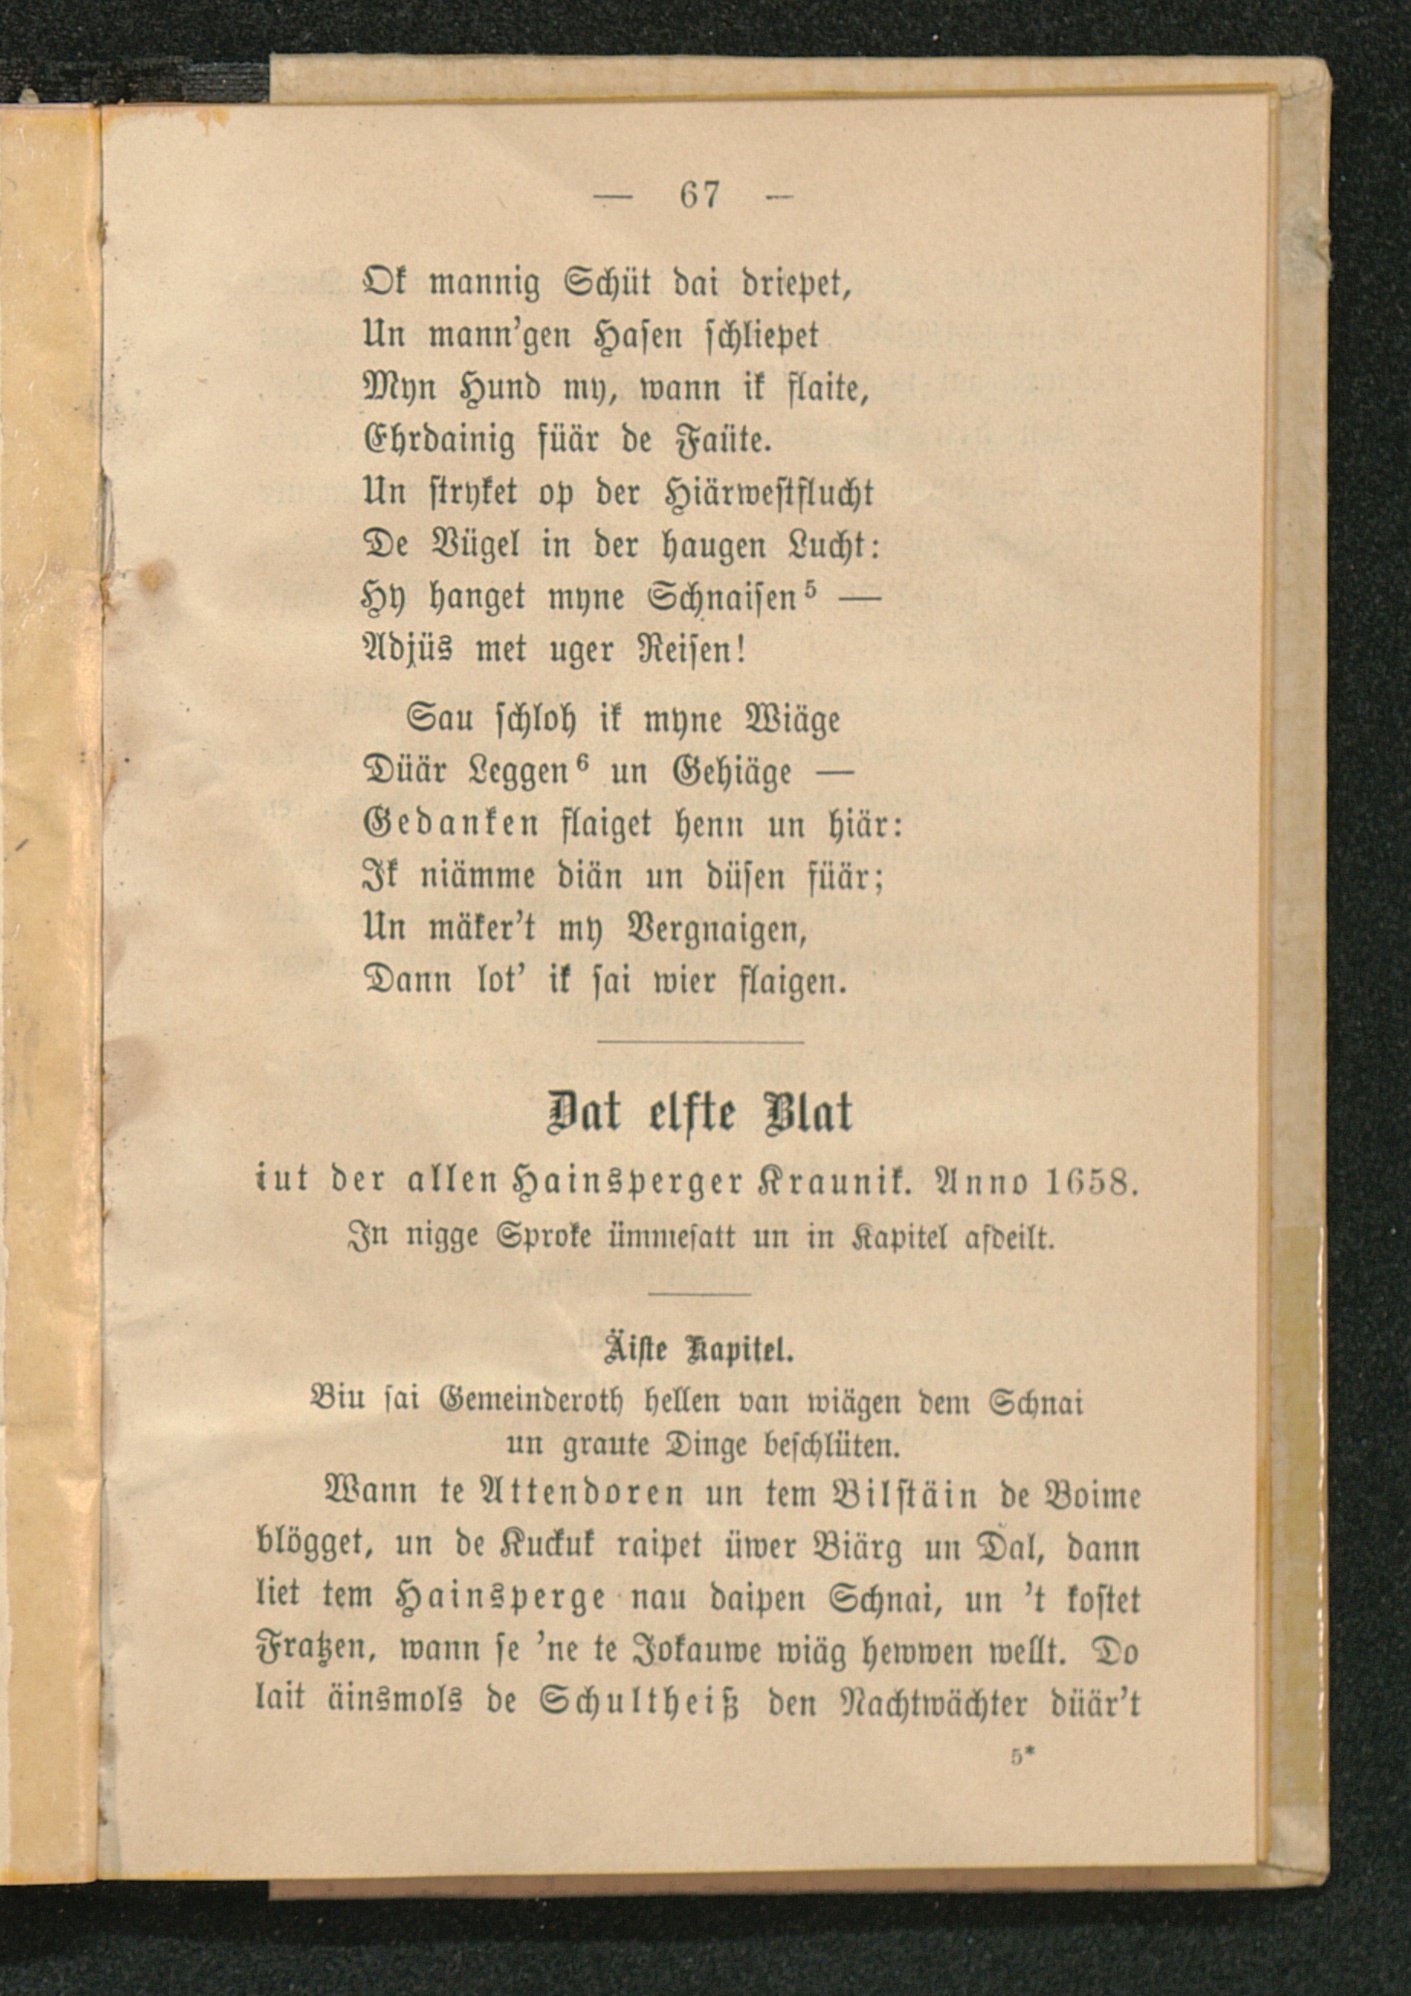 — 67 —
Ok mannig Schüt dai driepet,
Un mann'gen Hasen schliepet
Myn Hund my, wann ik flaite,
Ehrdainig füär de Faüte.
Un stryket op der Hiärwestflucht
De Vügel in der haugen Lucht:
Hy hanget myne Schnaisen⁵ —
Adjüs met uger Reisen!
Sau schloh ik myne Wiäge
Düär Leggen⁶ un Gehiäge —
Gedanken flaiget henn un hiär:
Ik niämme diän un düsen füär;
Un mäker't my Vergnaigen,
Dann lot' ik sai wier flaigen.
Dat elfte Blat
iut der allen Hainsperger Kraunik. Anno 1658.
In nigge Sproke ümmesatt un in Kapitel afdeilt.
Äiste Kapitel.
Biu sai Gemeinderoth hellen van wiägen dem Schnai
un graute Dinge beschlüten.
Wann te Attendoren un tem Bilstäin de Boime
blögget, un de Kuckuk raipet üwer Biärg un Dal, dann
liet tem Hainsperge nau daipen Schnai, un 't kostet
Fratzen, wann se 'ne te Jokauwe wiäg hewwen wellt. Do
lait äinsmols de Schultheiß den Nachtwächter düär't
5*